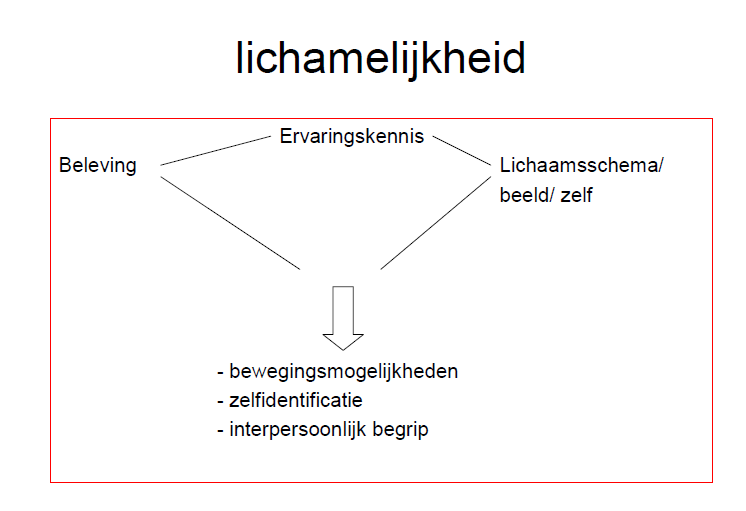 lichamelijkheid
Ervaringskennis
Beleving
Lichaamsschema/
beeld/ zelf
- bewegingsmogelijkheden
- zelfidentificatie
- interpersoonlijk begrip